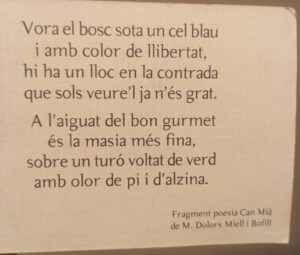 Vora el bosc sota un cel blau
i amb color de llibertat,
hi ha un lloc en la contrada
que sols veure'l ja n'és grat.
A l'aiguat del bon gurmet
és la masia més fina,
sobre un turó voltat de verd
amb olor de pi i d'alzina.
Fragment poesia Can Mià
de M. Dolors Miell i Bofill